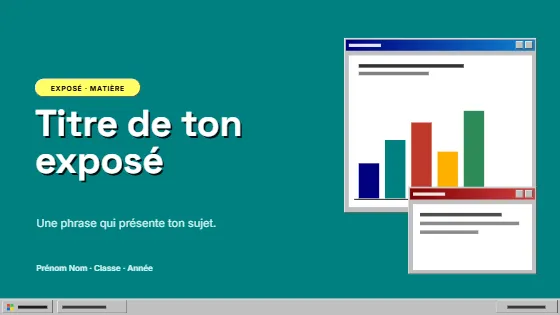 EXPOSÉ · MATIÈRE
Titre de ton
exposé
Une phrase qui présente ton sujet.
Prénom Nom · Classe · Année